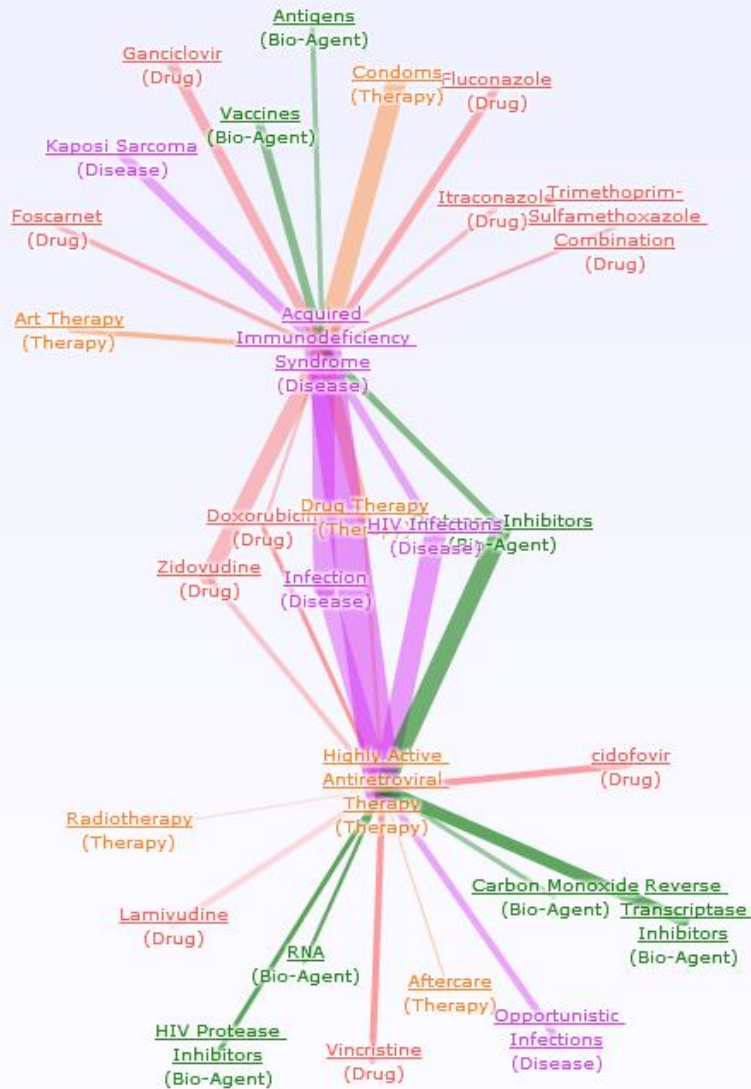 Antigens
(Bio-Agent)
Ganciclovir
(Drug)
Condoms
(Therapy)
Fluconazole
(Drug)
Vaccines
(Bio-Agent)
Kaposi Sarcoma
(Disease)
Itraconazole
(Drug)
Trimethoprim-
Sulfamethoxazole
Combination
(Drug)
Foscarnet
(Drug)
Art Therapy
(Therapy)
Acquired
Immunodeficiency
Syndrome
(Disease)
Doxorubicin
(Drug)
Drug Therapy
(Therapy)
HIV Infections
(Disease)
Inhibitors
(Bio-Agent)
Zidovudine
(Drug)
Infection
(Disease)
Highly Active
Antiretroviral
Therapy
(Therapy)
cidofovir
(Drug)
Radiotherapy
(Therapy)
Carbon Monoxide
(Bio-Agent)
Reverse
Transcriptase
Inhibitors
(Bio-Agent)
Lamivudine
(Drug)
RNA
(Bio-Agent)
Aftercare
(Therapy)
Opportunistic
Infections
(Disease)
HIV Protease
Inhibitors
(Bio-Agent)
Vincristine
(Drug)